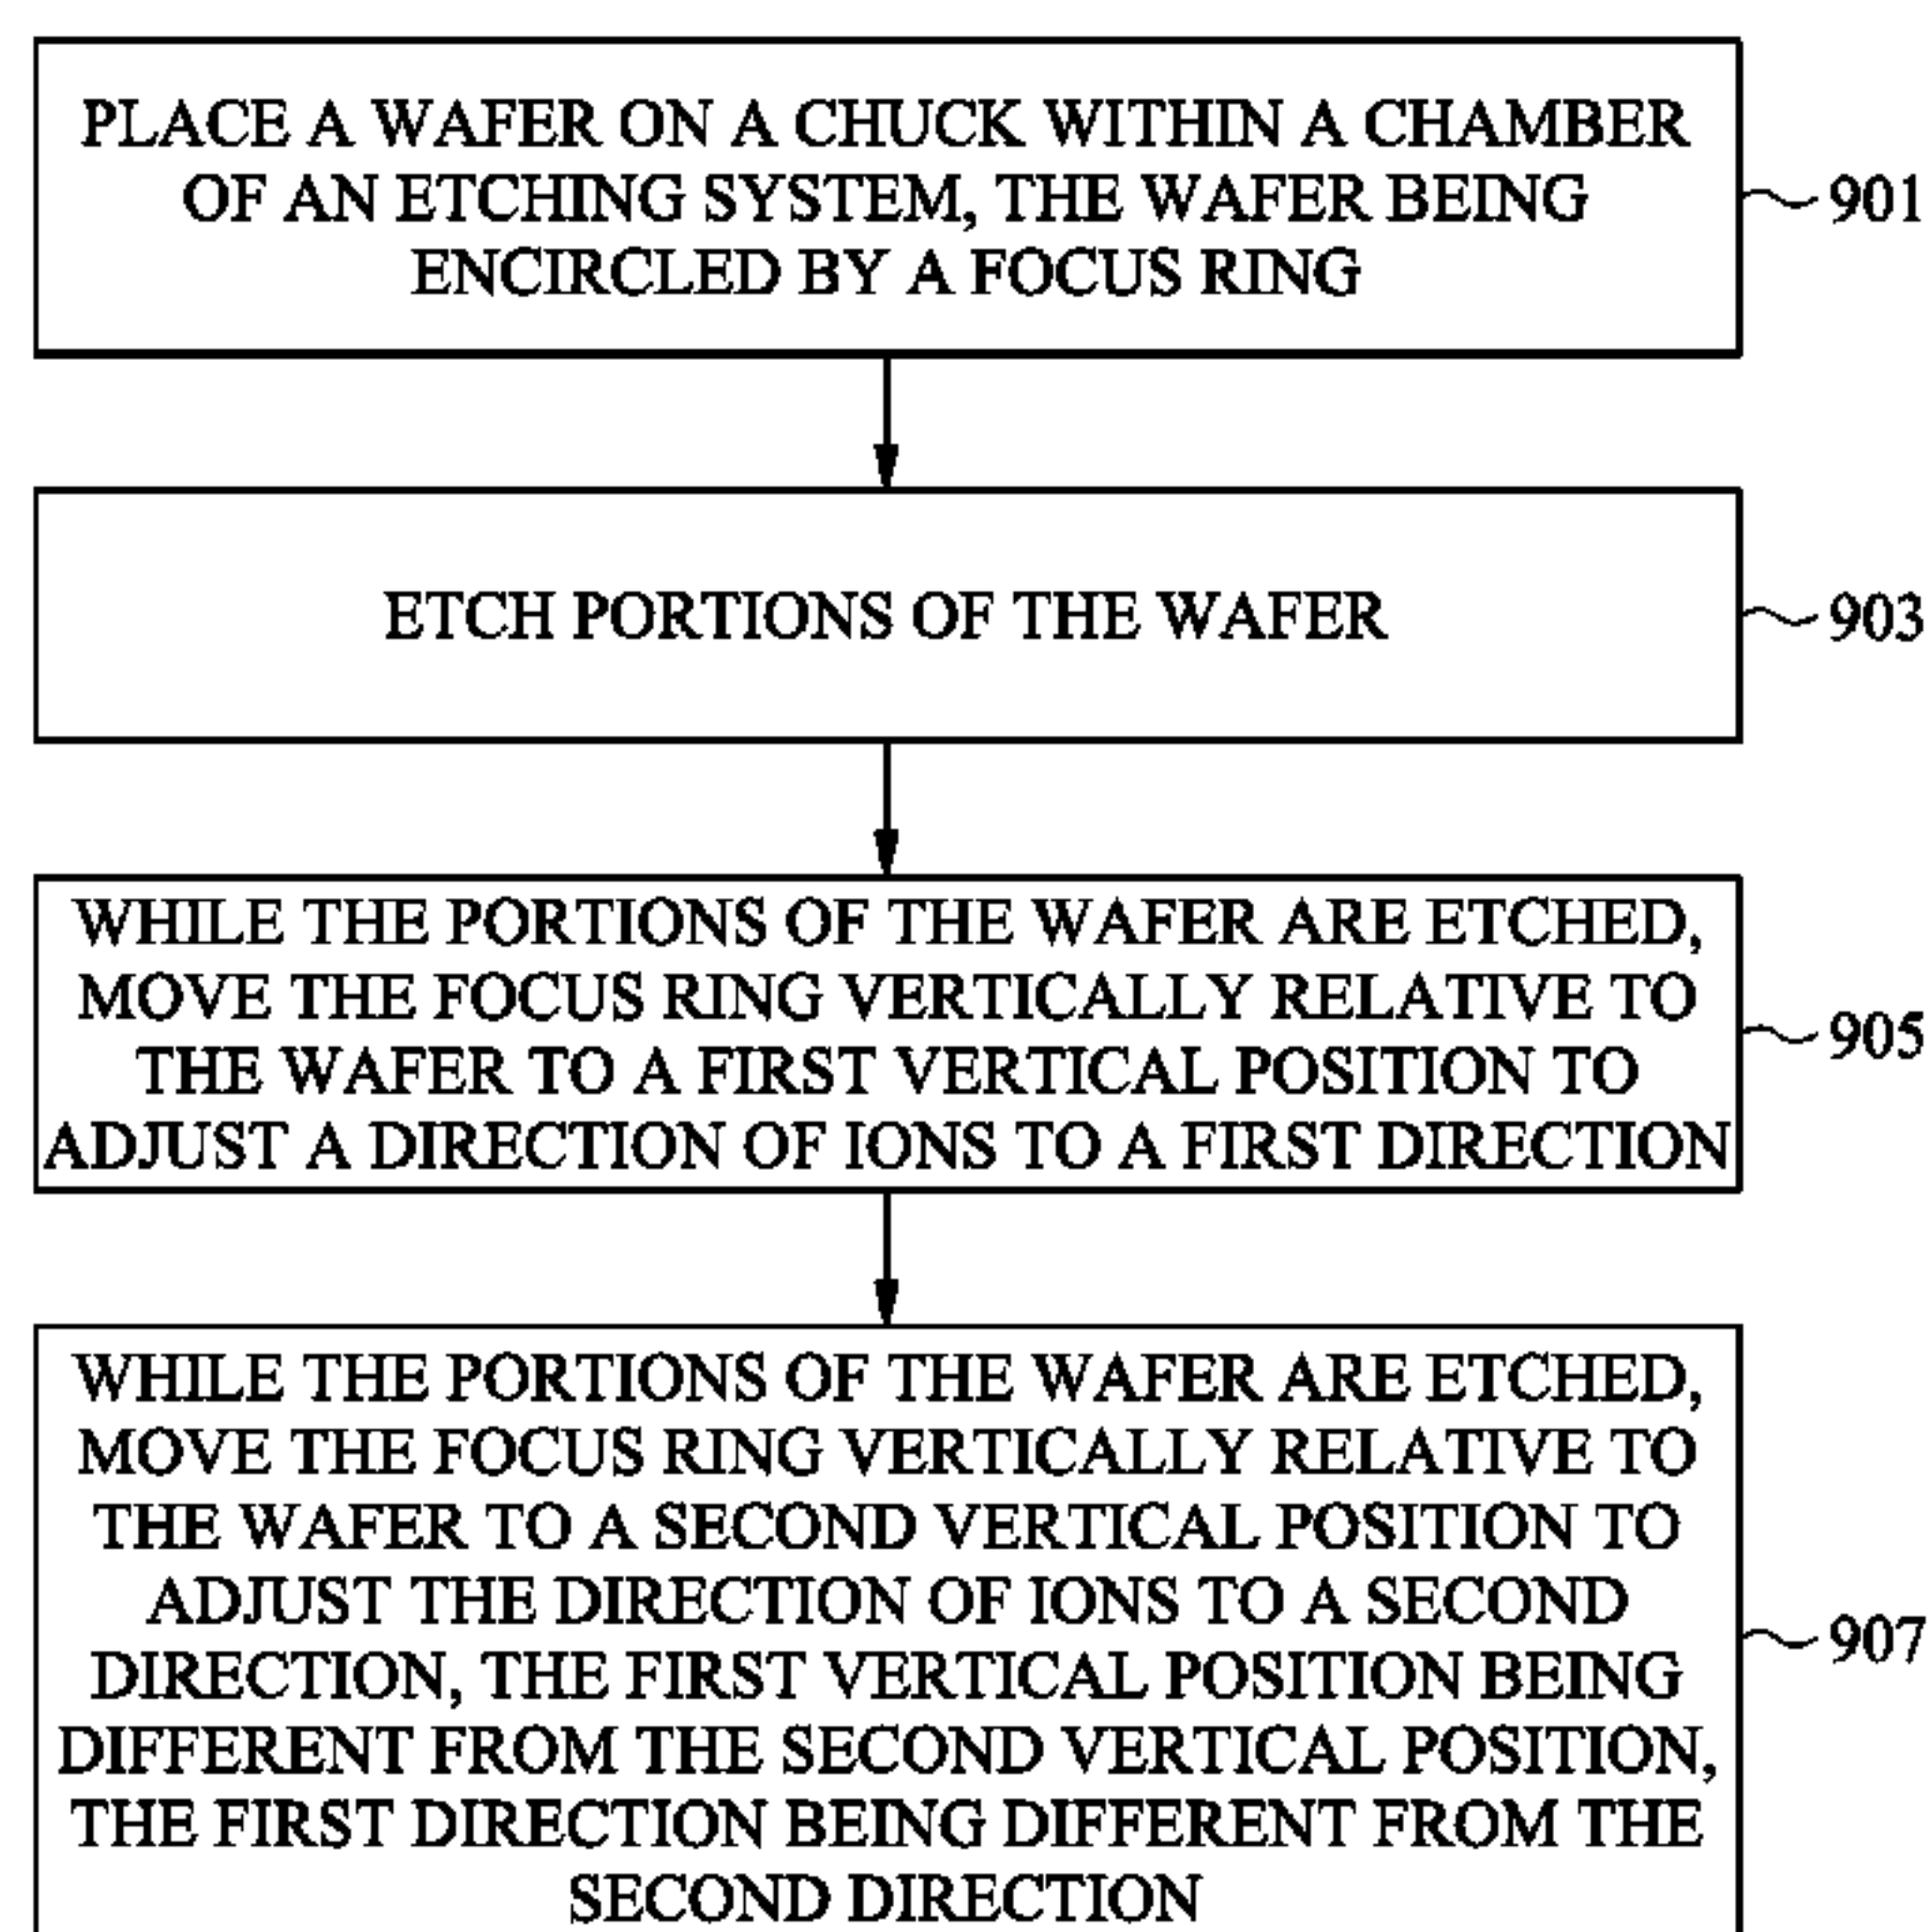 PLACE A WAFER ON A CHUCK WITHIN A CHAMBER
OF AN ETCHING SYSTEM, THE WAFER BEING
ENCIRCLED BY A FOCUS RING
901
ETCH PORTIONS OF THE WAFER
903
WHILE THE PORTIONS OF THE WAFER ARE ETCHED,
MOVE THE FOCUS RING VERTICALLY RELATIVE TO
THE WAFER TO A FIRST VERTICAL POSITION TO
ADJUST A DIRECTION OF IONS TO A FIRST DIRECTION
905
WHILE THE PORTIONS OF THE WAFER ARE ETCHED,
MOVE THE FOCUS RING VERTICALLY RELATIVE TO
THE WAFER TO A SECOND VERTICAL POSITION TO
ADJUST THE DIRECTION OF IONS TO A SECOND
DIRECTION, THE FIRST VERTICAL POSITION BEING
DIFFERENT FROM THE SECOND VERTICAL POSITION,
THE FIRST DIRECTION BEING DIFFERENT FROM THE
SECOND DIRECTION
907